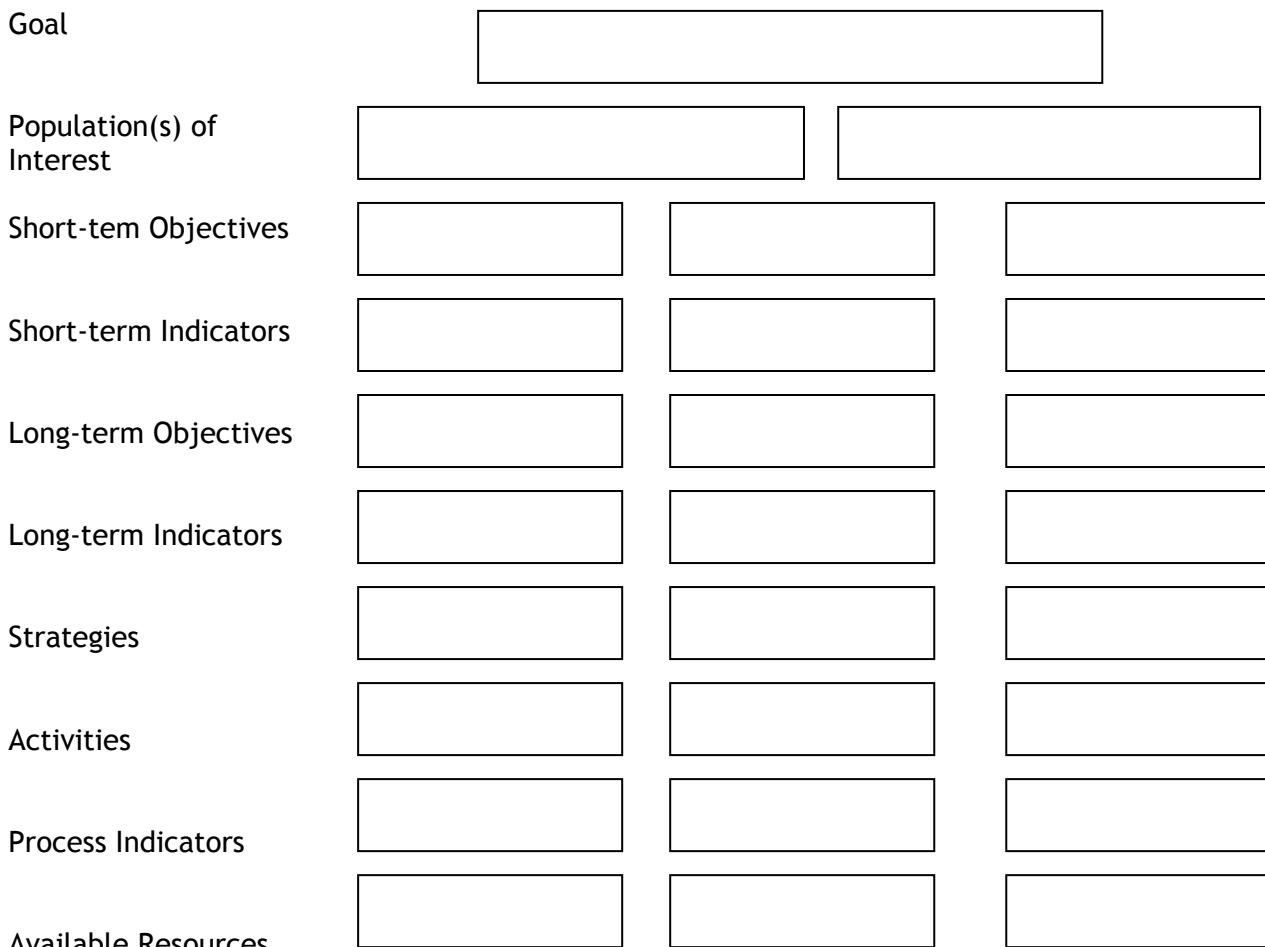 Goal
Population(s) of
Interest
Short-tem Objectives
Short-term Indicators
Long-term Objectives
Long-term Indicators
Strategies
Activities
Process Indicators
Available Resources